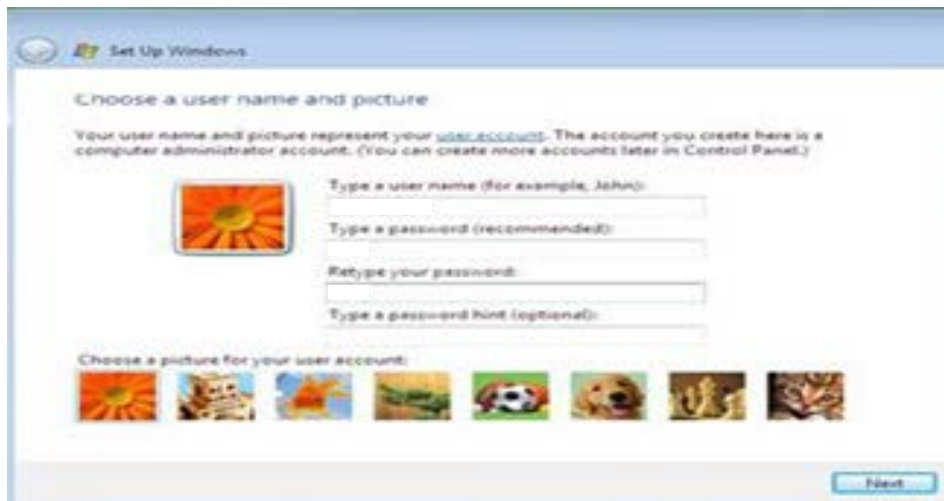 Set Up Windows
Choose a user name and picture
Your user name and picture represent your user account. The account you create here is a
computer administrator account. (You can create more accounts later in Control Panel.)
Type a user name (for example, John):
Type a password (recommended):
Retype your password:
Type a password hint (optional):
Choose a picture for your user account:
Next